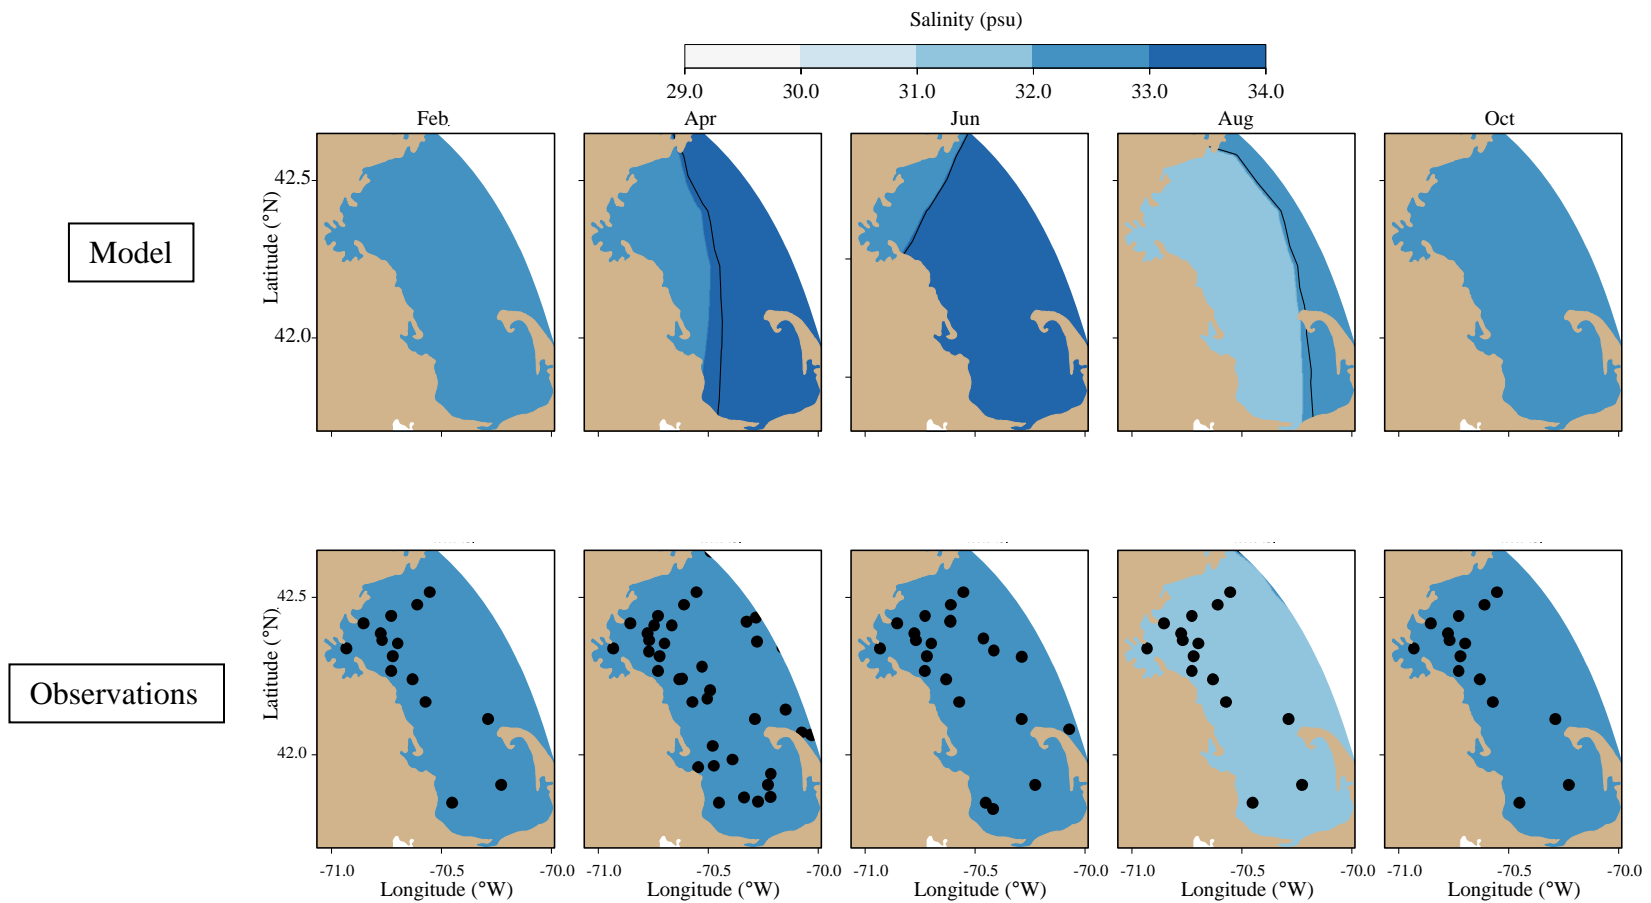 Salinity (psu)
29.0 30.0 31.0 32.0 33.0 34.0
Feb. Apr Jun Aug Oct
Model
Latitude (°N)
42.5
42.0
Observations
Latitude (°N)
42.5
42.0
-71.0 -70.5 -70.0 -71.0 -70.5 -70.0 -71.0 -70.5 -70.0 -71.0 -70.5 -70.0 -71.0 -70.5 -70.0
Longitude (°W) Longitude (°W) Longitude (°W) Longitude (°W) Longitude (°W)